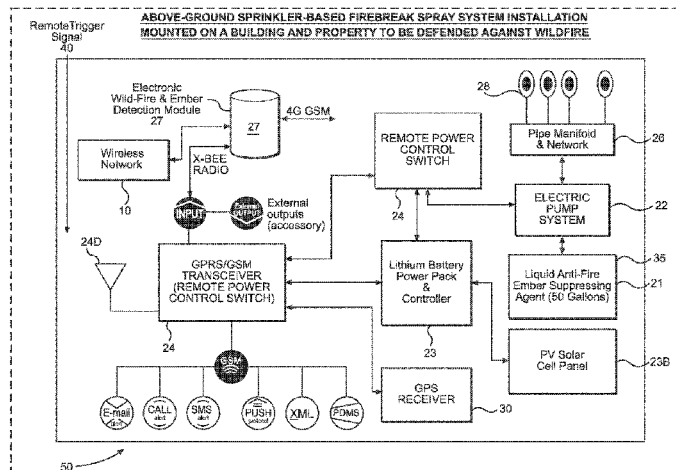 ABOVE-GROUND SPRINKLER-BASED FIREBREAK SPRAY SYSTEM INSTALLATION
MOUNTED ON A BUILDING AND PROPERTY TO BE DEFENDED AGAINST WILDFIRE
RemoteTrigger
Signal
40
Electronic
Wild-Fire & Ember
Detection Module
27
27
4G GSM
Wireless
Network
10
X-BEE
RADIO
INPUT
OUTPUT
External
outputs
(accessory)
24D
GPRS/GSM
TRANSCEIVER
(REMOTE POWER
CONTROL SWITCH)
24
REMOTE POWER
CONTROL SWITCH
24
Lithium Battery
Power Pack
&
Controller
23
28
Pipe Manifold
& Network
26
ELECTRIC
PUMP
SYSTEM
22
35
Liquid Anti-Fire
Ember Suppressing
Agent (50 Gallons)
21
PV Solar
Cell Panel
23B
GPS
RECEIVER
30
GSM
E-mail
alert
CALL
alert
SMS
alert
PUSH
protocol
XML
PDMS
50